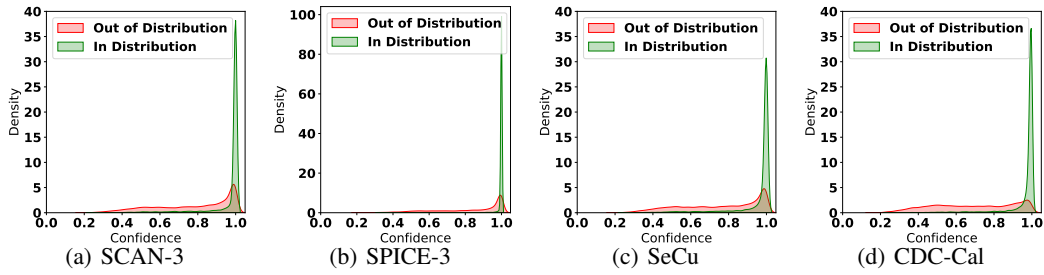 40
35
30
25
20
15
10
5
0
Density
Out of Distribution
In Distribution
0.0 0.2 0.4 0.6 0.8 1.0
Confidence
(a) SCAN-3
100
80
60
40
20
0
Density
Out of Distribution
In Distribution
0.0 0.2 0.4 0.6 0.8 1.0
Confidence
(b) SPICE-3
40
35
30
25
20
15
10
5
0
Density
Out of Distribution
In Distribution
0.0 0.2 0.4 0.6 0.8 1.0
Confidence
(c) SeCu
40
35
30
25
20
15
10
5
0
Density
Out of Distribution
In Distribution
0.0 0.2 0.4 0.6 0.8 1.0
Confidence
(d) CDC-Cal